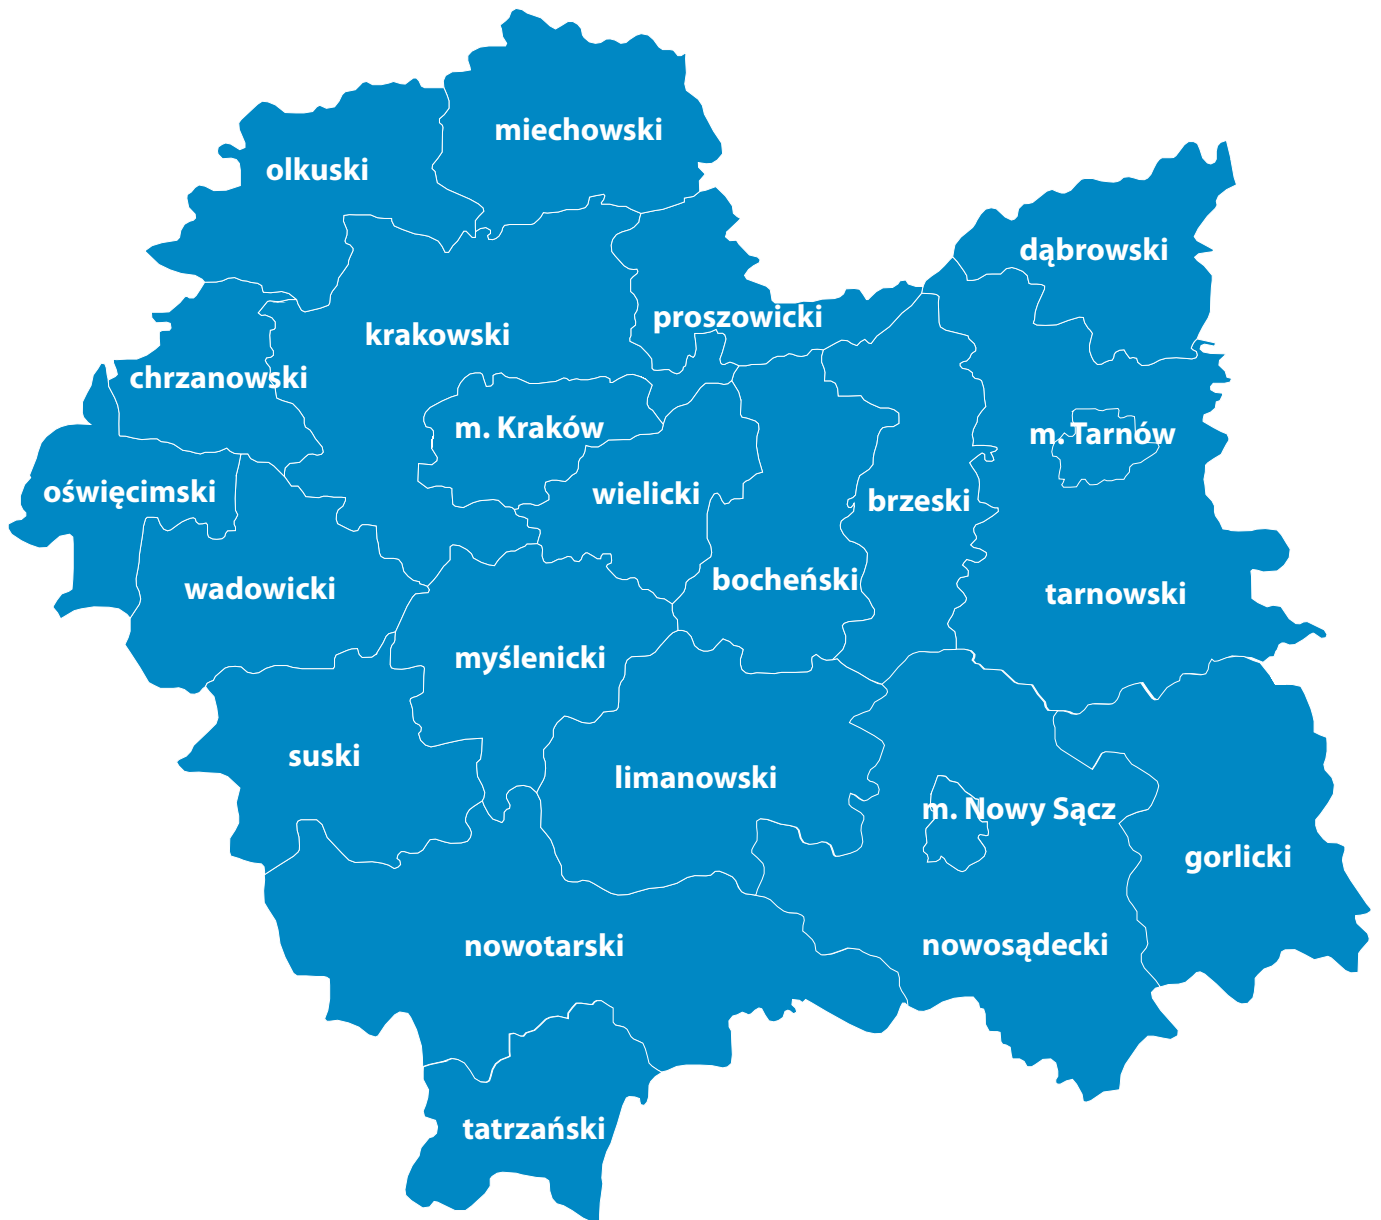 miechowski
olkuski
dąbrowski
proszowicki
krakowski
chrzanowski
m. Kraków
m. Tarnów
oświęcimski
wielicki
brzeski
bocheński
wadowicki
tarnowski
myślenicki
suski
limanowski
m. Nowy Sącz
gorlicki
nowotarski
nowosądecki
tatrzański